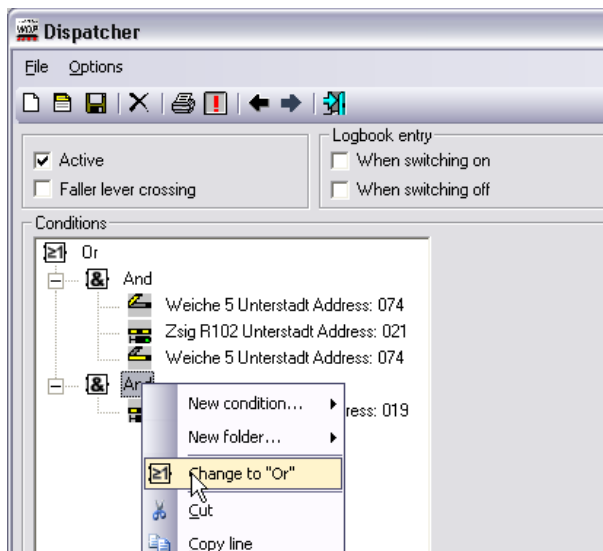 Dispatcher
File Options
Logbook entry
Active
When switching on
Faller lever crossing
When switching off
Conditions
≥1 Or
& And
Weiche 5 Unterstadt Address: 074
Zsig R102 Unterstadt Address: 021
Weiche 5 Unterstadt Address: 074
& And
ress: 019
New condition...
New folder...
≥1 Change to "Or"
Cut
Copy line